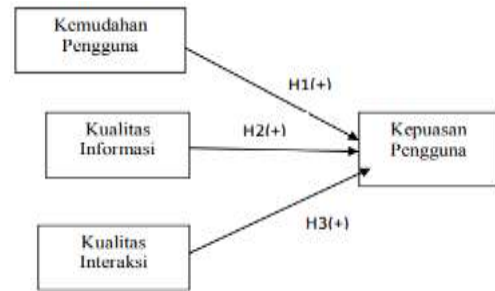 Kemudahan
Pengguna
H1(+)
Kualitas
Informasi
H2(+)
Kepuasan
Pengguna
Kualitas
Interaksi
H3(+)